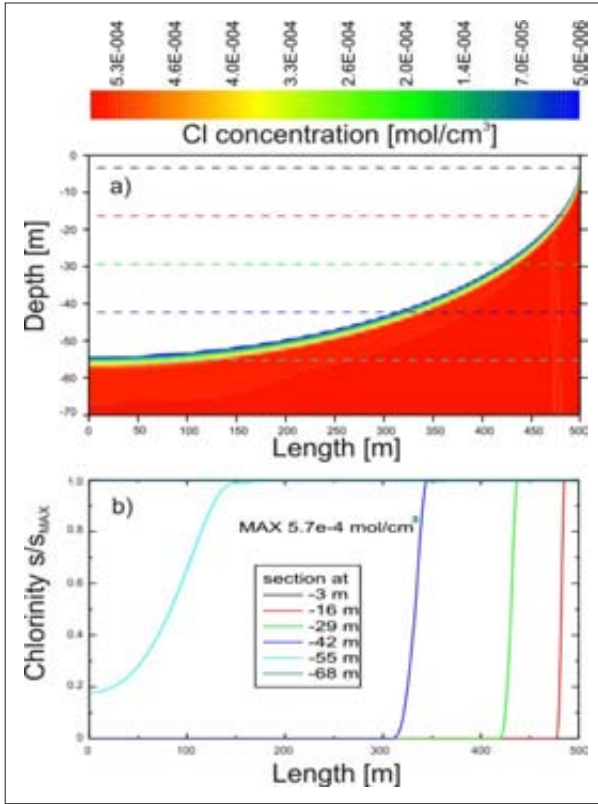 5.3E-004 4.6E-004 4.0E-004 3.3E-004 2.6E-004 2.0E-004 1.4E-004 7.0E-005 5.0E-006
Cl concentration [mol/cm³]
a)
0
-10
-20
-30
-40
-50
-60
-70
Depth [m]
0 50 100 150 200 250 300 350 400 450 500
Length [m]
b)
1.0
0.8
0.6
0.4
0.2
0
Chlorinity s/sMAX
MAX 5.7e-4 mol/cm³
section at
-3 m
-16 m
-29 m
-42 m
-55 m
-68 m
0 100 200 300 400 500
Length [m]